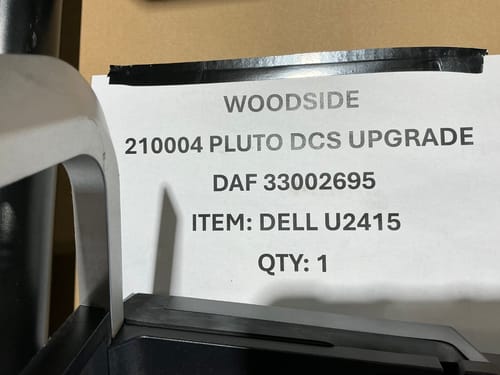 WOODSIDE
210004 PLUTO DCS UPGRADE
DAF 33002695
ITEM: DELL U2415
QTY: 1